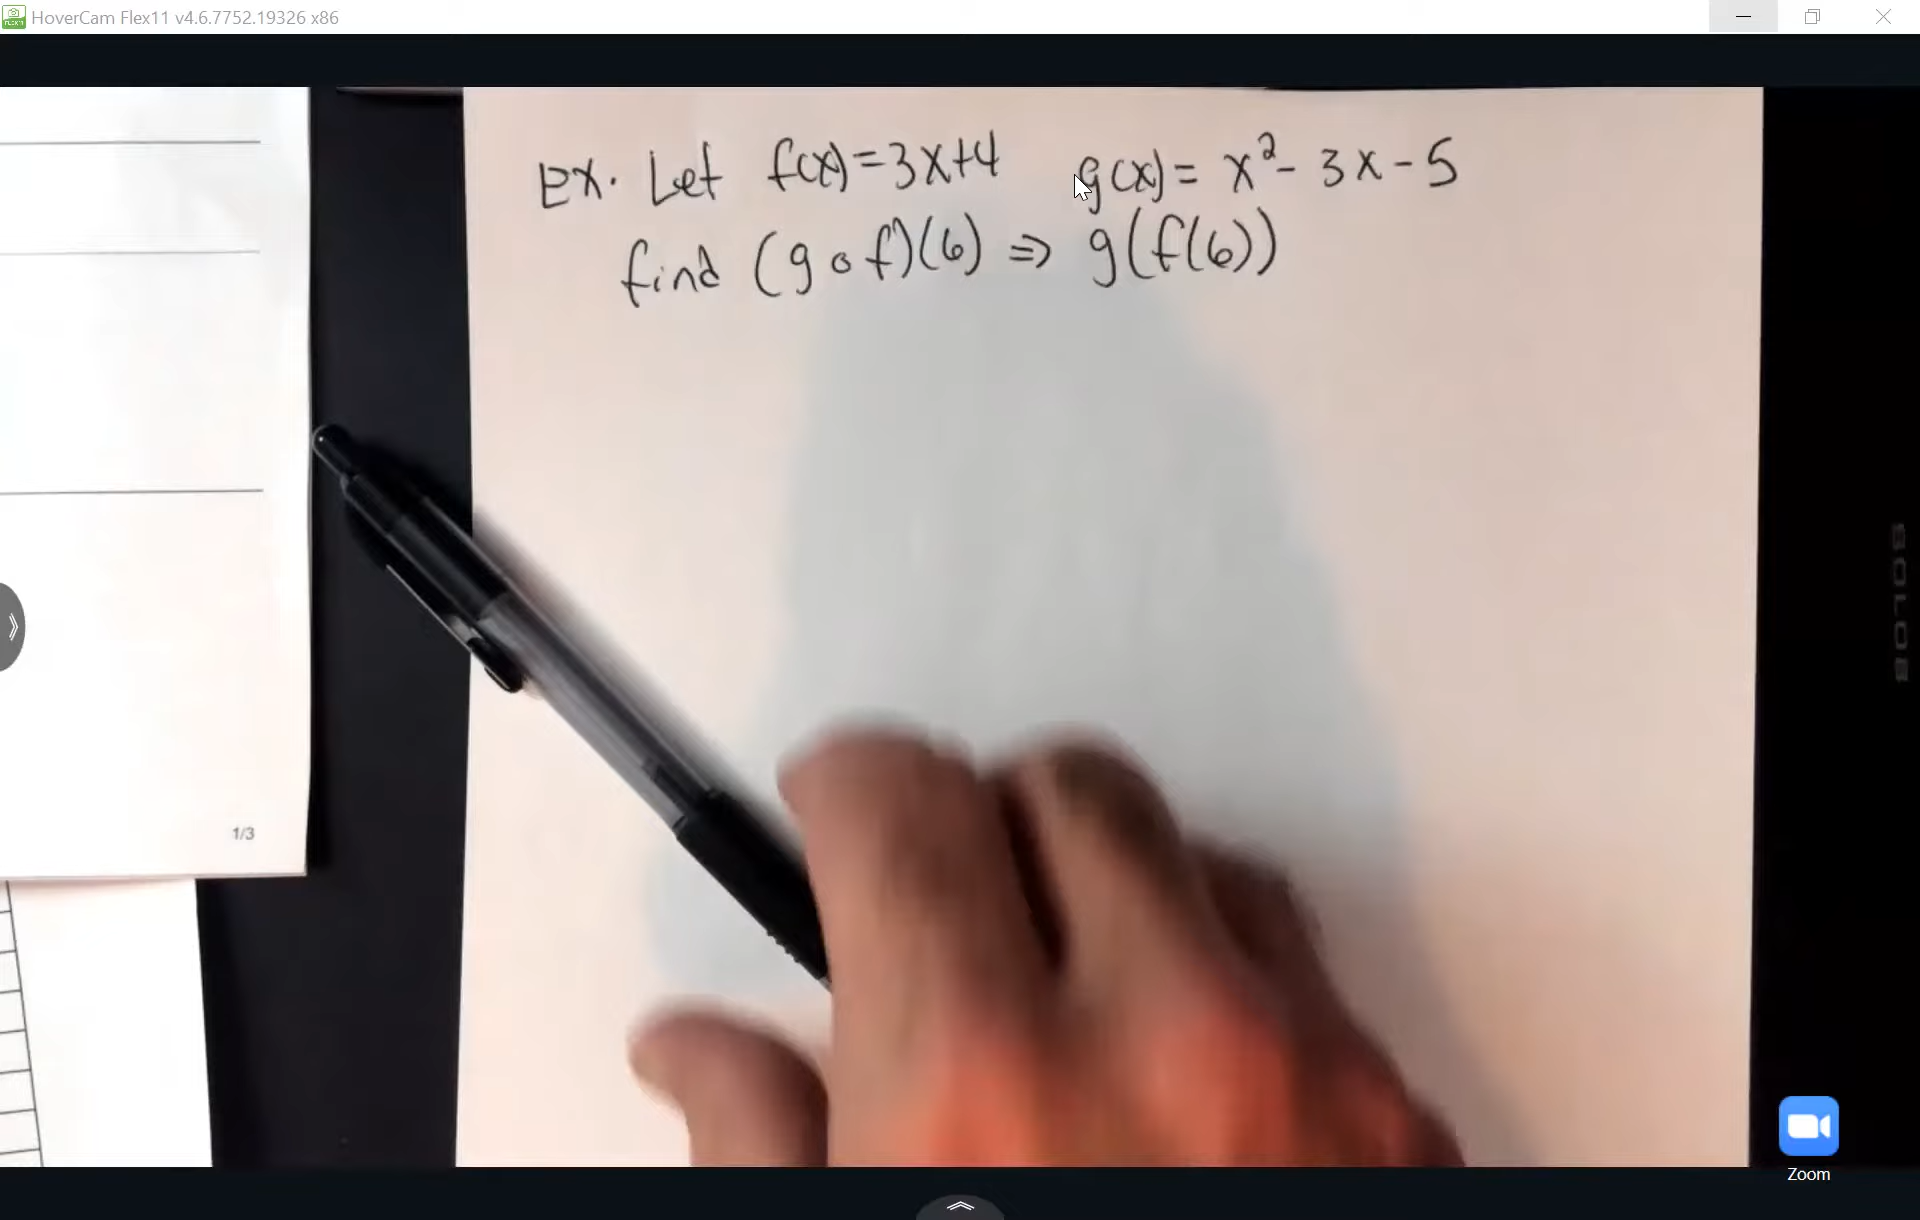 HoverCam Flex11 v4.6.7752.19326 x86
Ex. Let f(x)=3x+4 g(x)= x²- 3x-5
find (g∘f)(6) ⇒ g(f(6))
1/3
SOLO8
Zoom